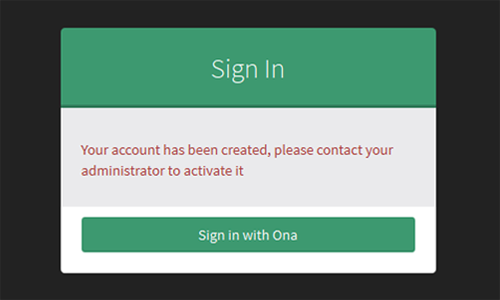 Sign In
Your account has been created, please contact your
administrator to activate it
Sign in with Ona